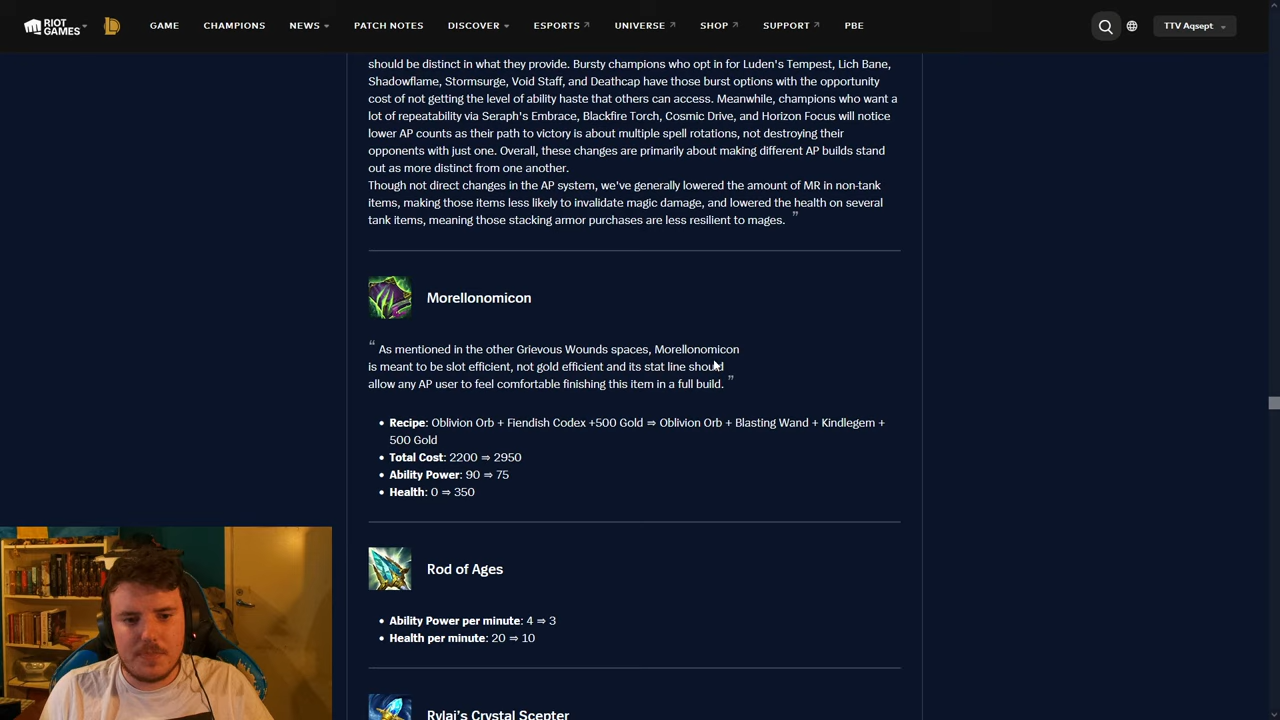 RIOT GAMES
GAME CHAMPIONS NEWS PATCH NOTES DISCOVER ESPORTS UNIVERSE SHOP SUPPORT PBE TTV Aqsept
should be distinct in what they provide. Bursty champions who opt in for Luden's Tempest, Lich Bane,
Shadowflame, Stormsurge, Void Staff, and Deathcap have those burst options with the opportunity
cost of not getting the level of ability haste that others can access. Meanwhile, champions who want a
lot of repeatability via Seraph's Embrace, Blackfire Torch, Cosmic Drive, and Horizon Focus will notice
lower AP counts as their path to victory is about multiple spell rotations, not destroying their
opponents with just one. Overall, these changes are primarily about making different AP builds stand
out as more distinct from one another.
Though not direct changes in the AP system, we've generally lowered the amount of MR in non-tank
items, making those items less likely to invalidate magic damage, and lowered the health on several
tank items, meaning those stacking armor purchases are less resilient to mages. ”
Morellonomicon
“ As mentioned in the other Grievous Wounds spaces, Morellonomicon
is meant to be slot efficient, not gold efficient and its stat line should
allow any AP user to feel comfortable finishing this item in a full build. ”
• Recipe: Oblivion Orb + Fiendish Codex +500 Gold ⇒ Oblivion Orb + Blasting Wand + Kindlegem +
500 Gold
• Total Cost: 2200 ⇒ 2950
• Ability Power: 90 ⇒ 75
• Health: 0 ⇒ 350
Rod of Ages
• Ability Power per minute: 4 ⇒ 3
• Health per minute: 20 ⇒ 10
Rylai's Crystal Scepter